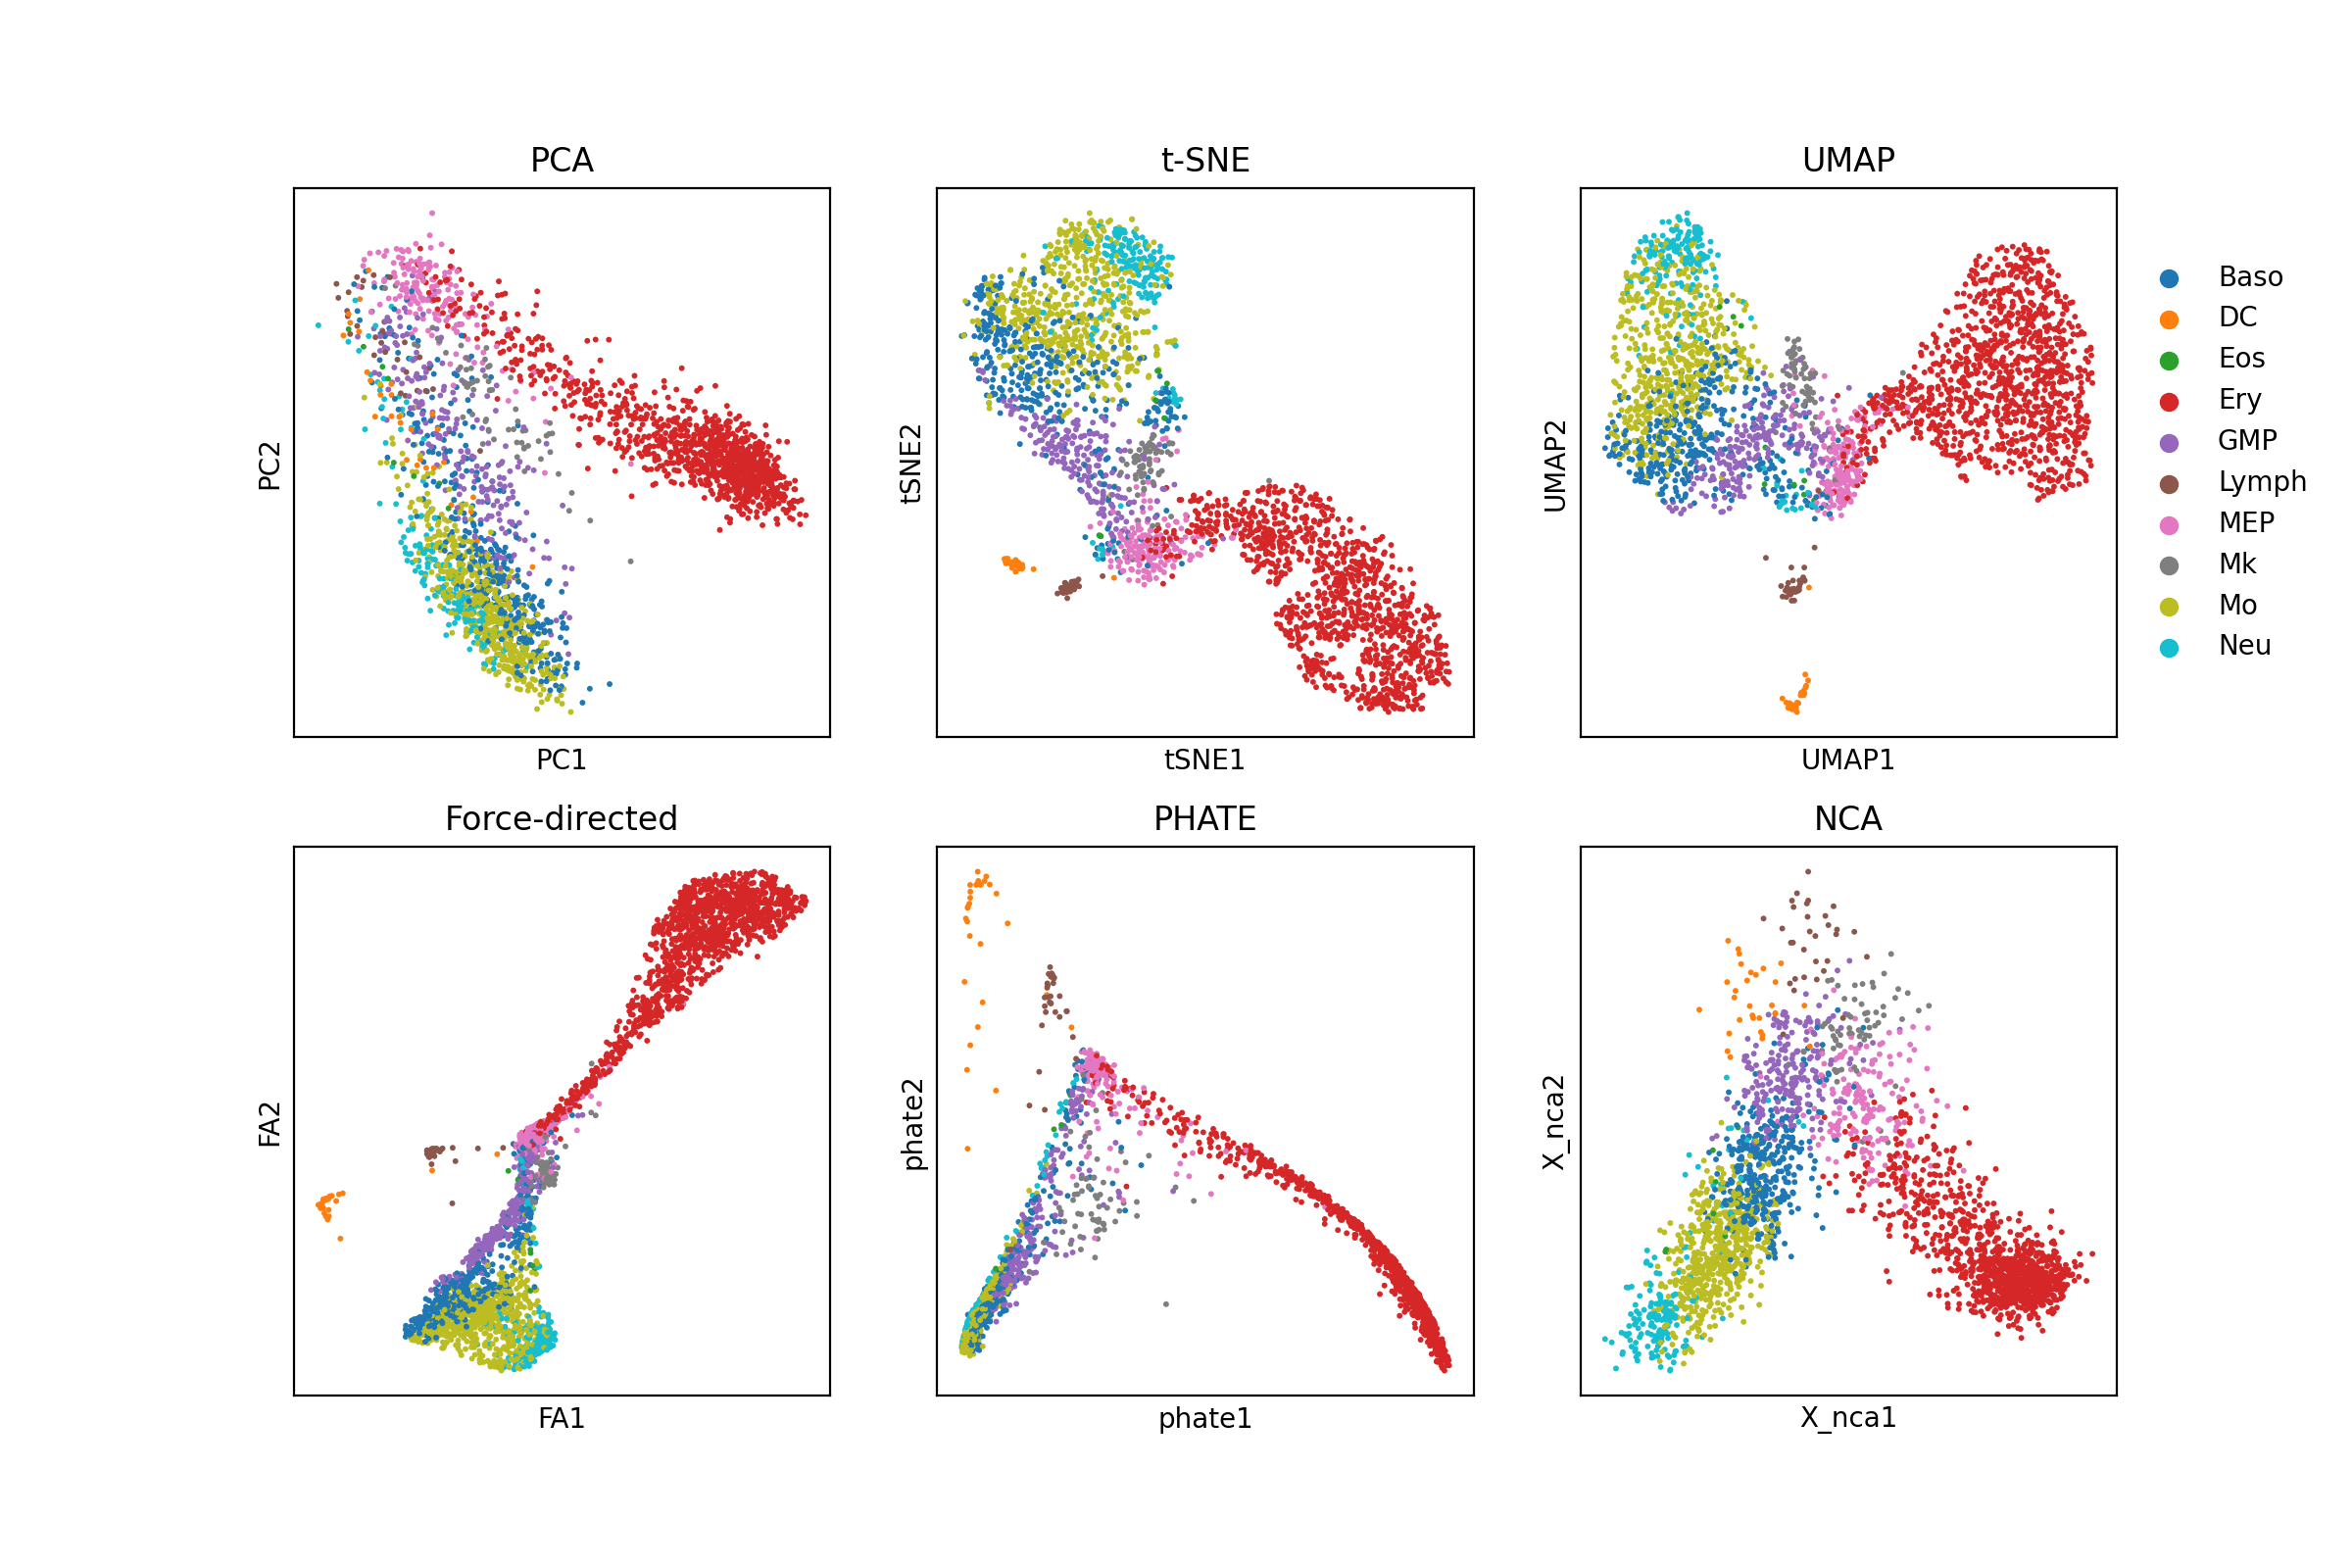 PCA
t-SNE
UMAP
PC2
tSNE2
UMAP2
PC1
tSNE1
UMAP1
Baso
DC
Eos
Ery
GMP
Lymph
MEP
Mk
Mo
Neu
Force-directed
PHATE
NCA
FA2
phate2
X_nca2
FA1
phate1
X_nca1